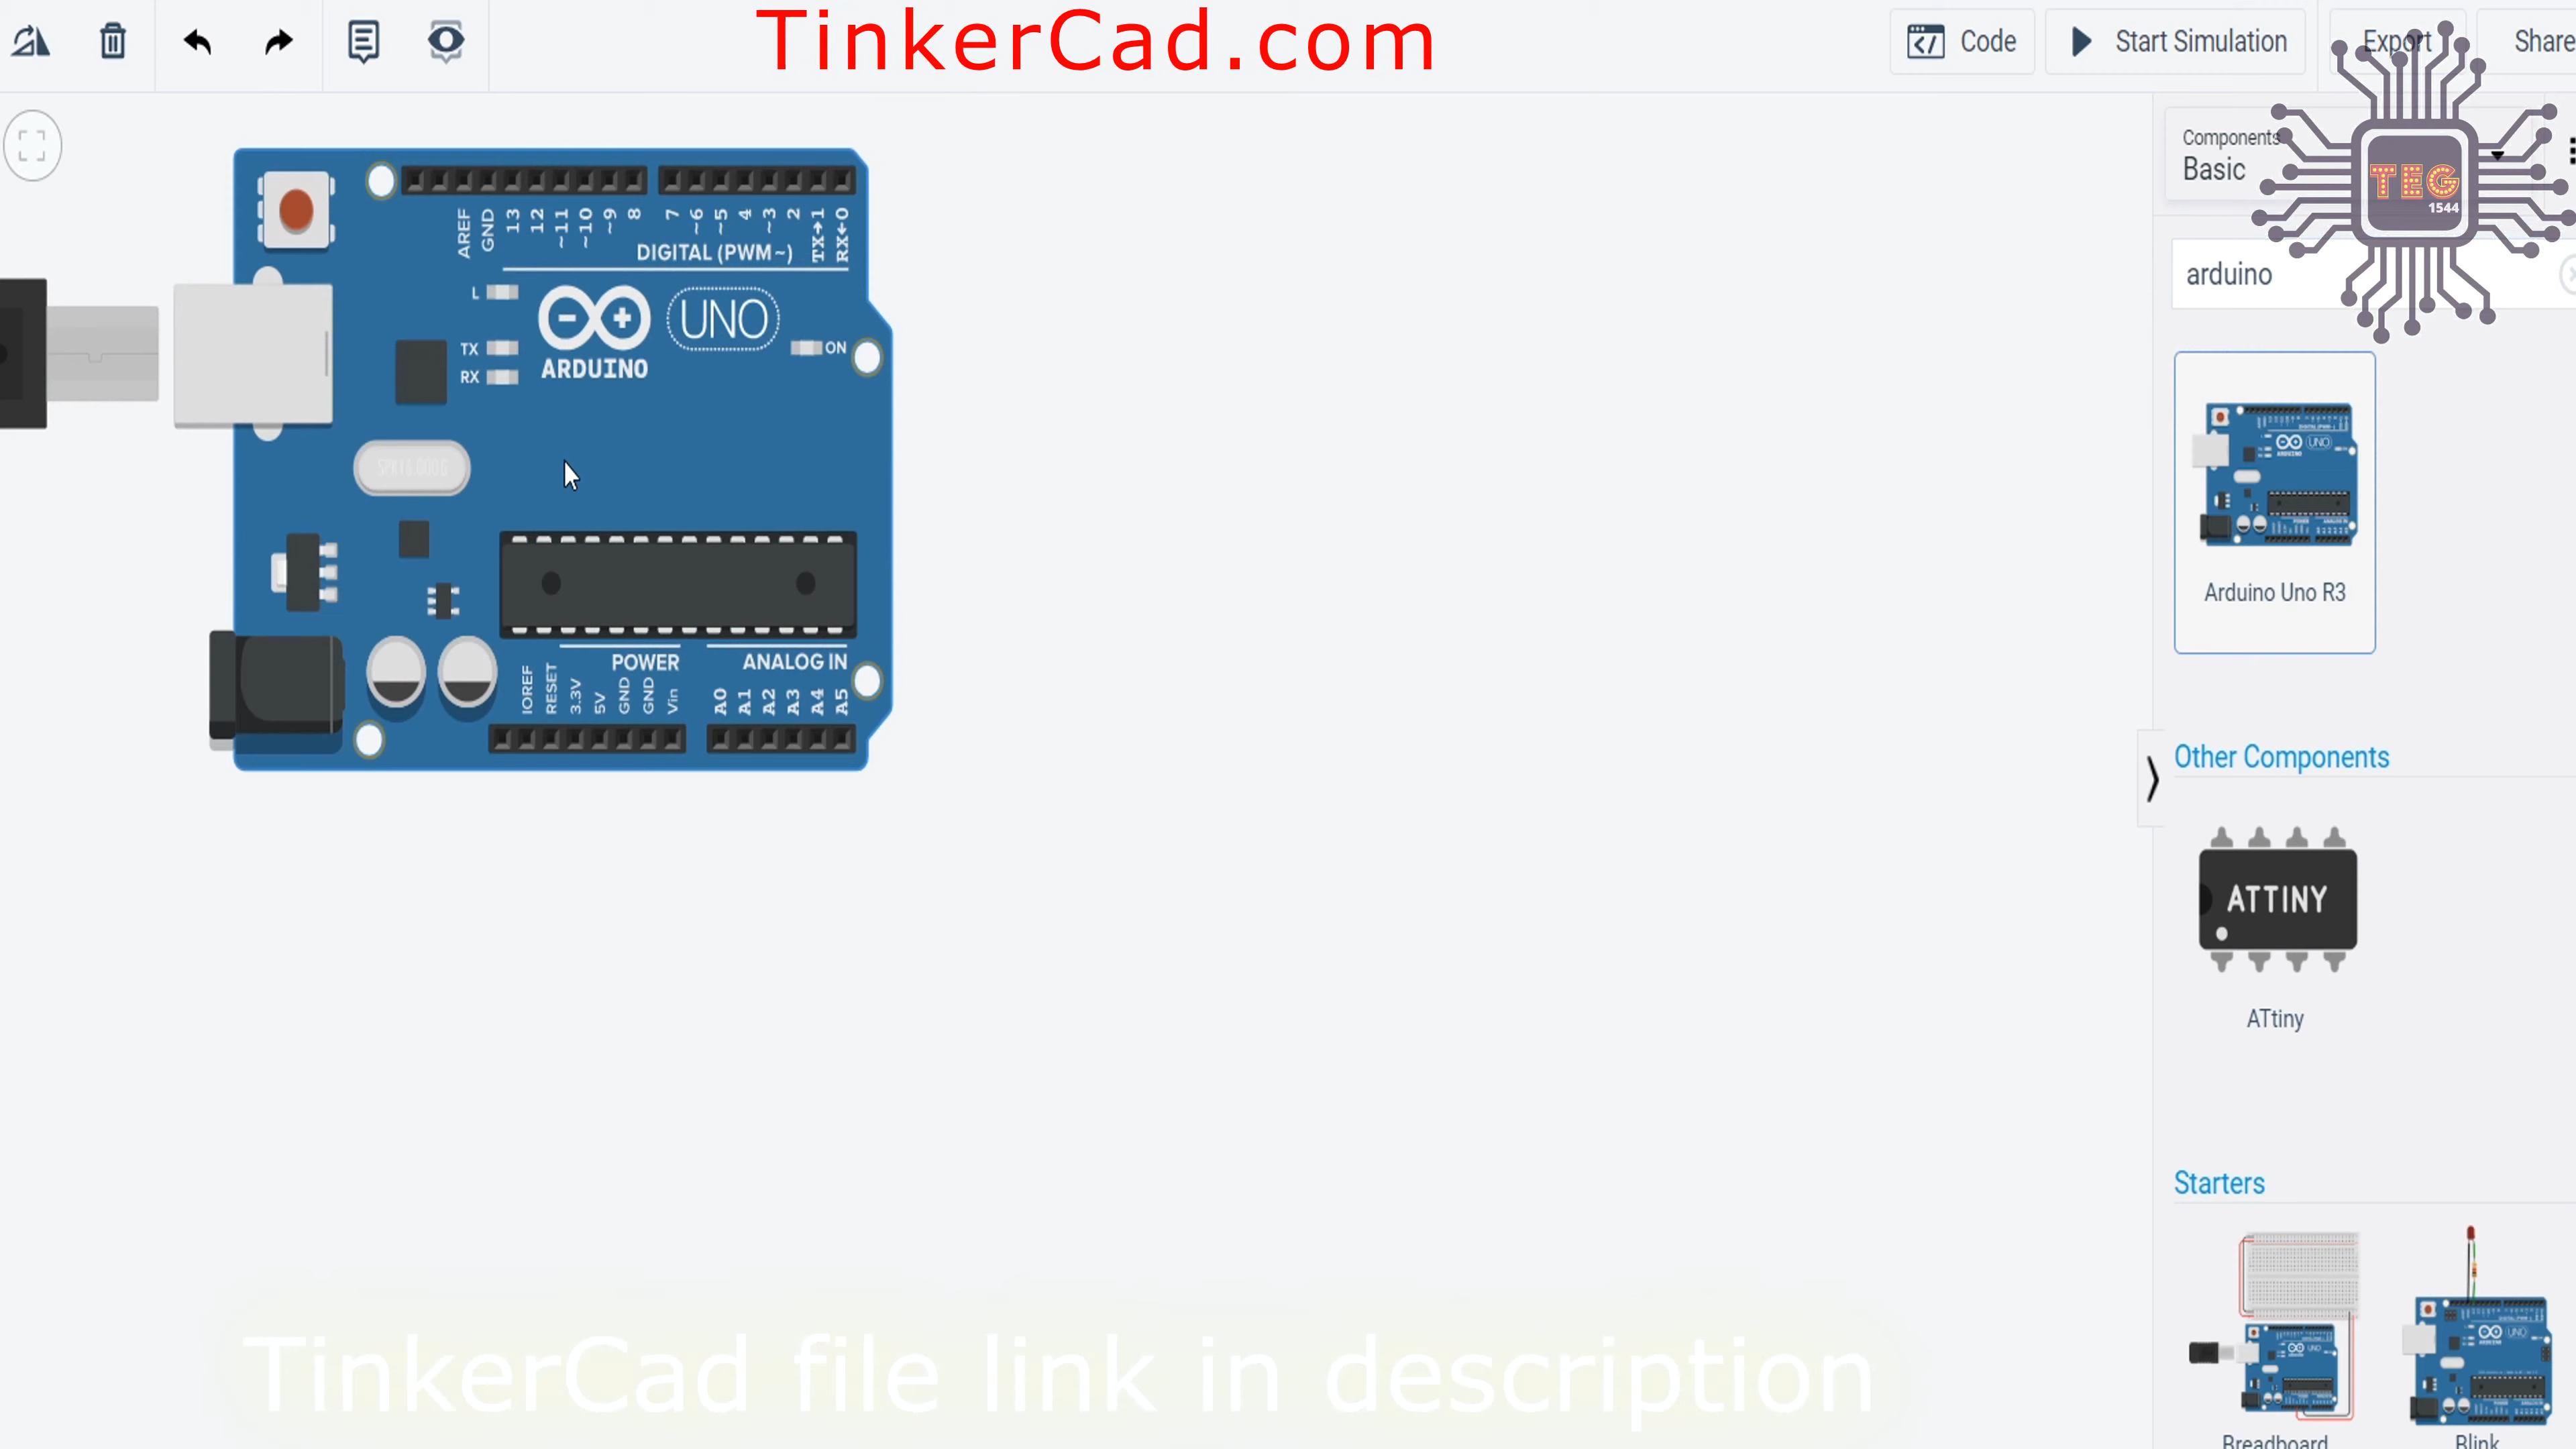 TinkerCad.com
Code
Start Simulation
Export
Share
Components
Basic
TEG
1544
arduino
AREF
GND
13
12
~11
~10
~9
8
7
~6
~5
4
~3
2
TX→1
RX←0
DIGITAL (PWM~)
L
TX
RX
ARDUINO
UNO
ON
SPK16.000G
POWER
ANALOG IN
IOREF
RESET
3.3V
5V
GND
GND
Vin
A0
A1
A2
A3
A4
A5
Arduino Uno R3
Other Components
ATTINY
ATtiny
Starters
Breadboard
Blink
TinkerCad file link in description